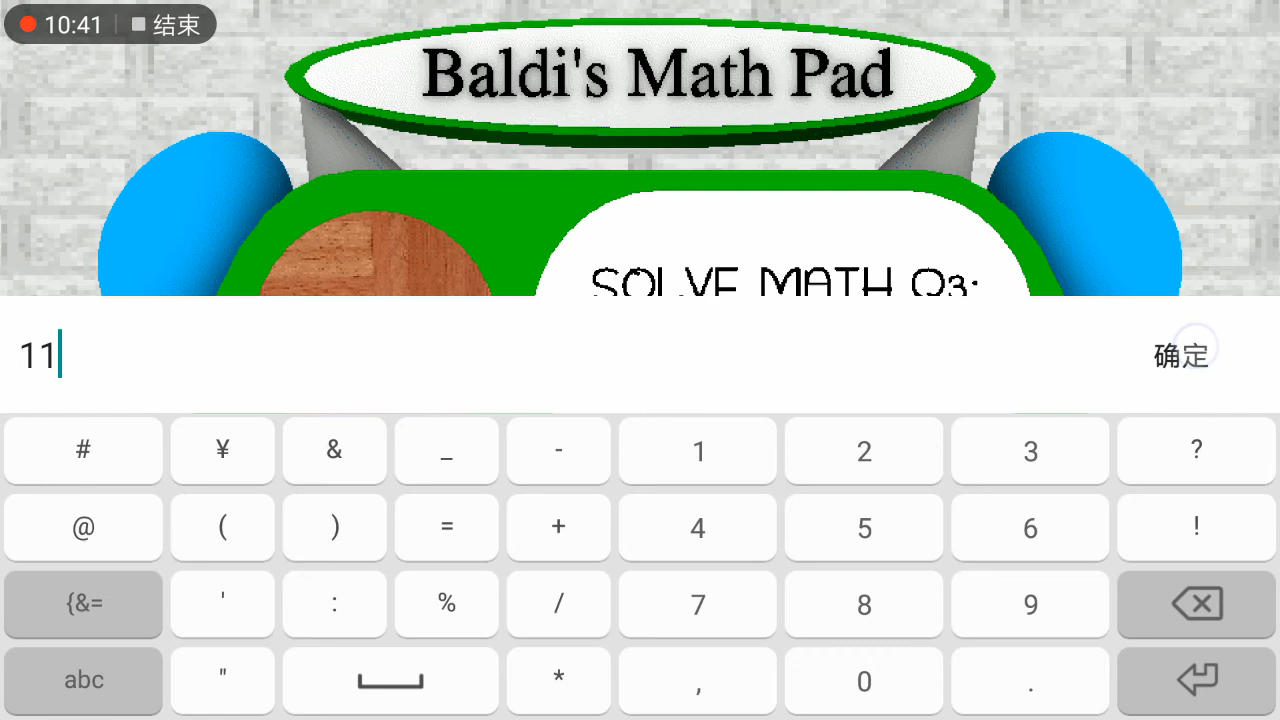 10:41 结束
Baldi's Math Pad
SOLVE MATH Q3:
11 确定
# ¥ & _ - 1 2 3 ?
@ ( ) = + 4 5 6 !
{&= ' : % / 7 8 9
abc " * , 0 .